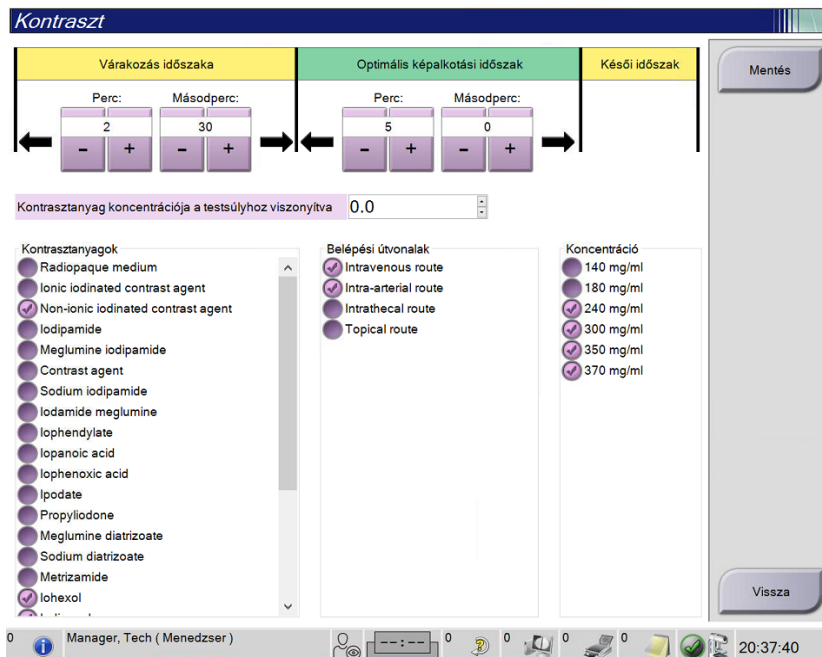 Kontraszt
Várakozás időszaka
Optimális képalkotási időszak
Késői időszak
Mentés
Perc:
Másodperc:
Perc:
Másodperc:
2
30
5
0
- + - + - + - +
Kontrasztanyag koncentrációja a testsúlyhoz viszonyítva
0.0
Kontrasztanyagok
Radiopaque medium
Ionic iodinated contrast agent
Non-ionic iodinated contrast agent
Iodipamide
Meglumine iodipamide
Contrast agent
Sodium iodipamide
Iodamide meglumine
Iophendylate
Iopanoic acid
Iophenoxic acid
Ipodate
Propyliodone
Meglumine diatrizoate
Sodium diatrizoate
Metrizamide
Iohexol
Belépési útvonalak
Intravenous route
Intra-arterial route
Intrathecal route
Topical route
Koncentráció
140 mg/ml
180 mg/ml
240 mg/ml
300 mg/ml
350 mg/ml
370 mg/ml
Vissza
0
Manager, Tech ( Menedzser )
--:--
0
0
0
0
20:37:40